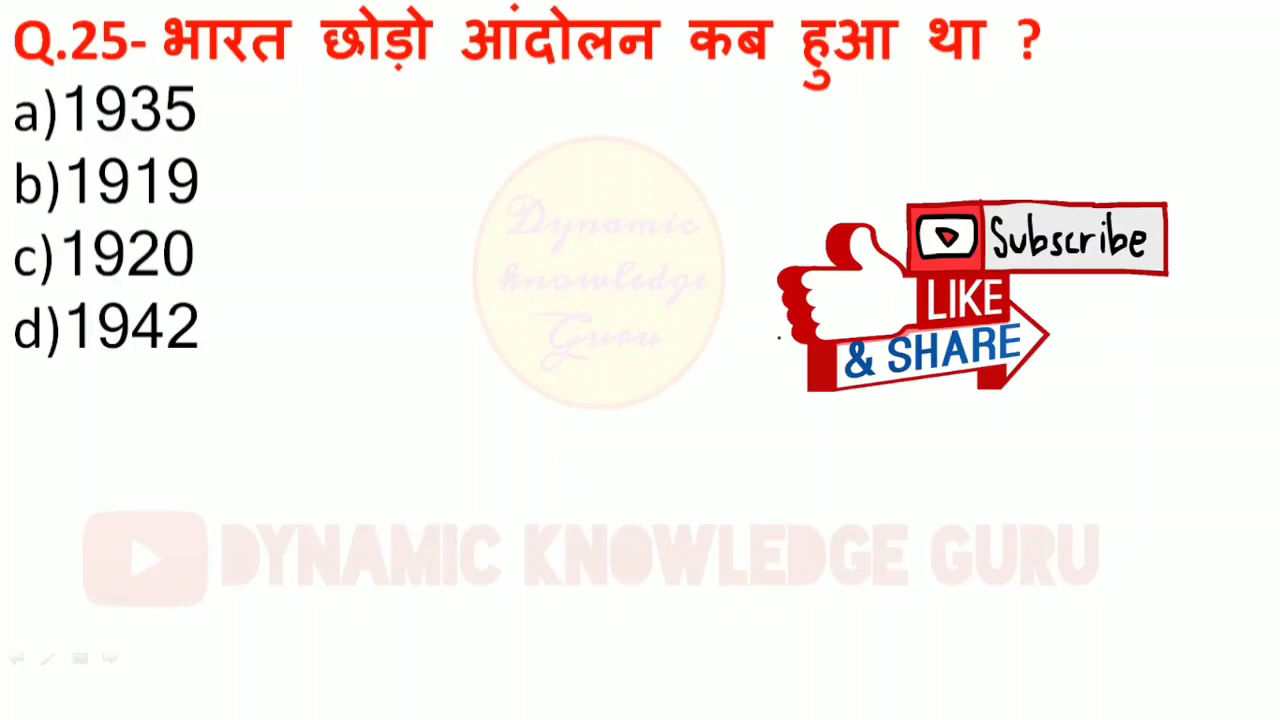 Q.25- भारत छोड़ो आंदोलन कब हुआ था ?
a)1935
b)1919
c)1920
d)1942
Dynamic
knowledge
Guru
Subscribe
LIKE
& SHARE
DYNAMIC KNOWLEDGE GURU